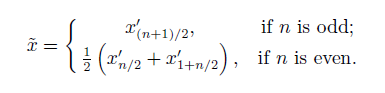 x̃ = { x′₍ₙ₊₁₎/₂, if n is odd;
½ (x′ₙ/₂ + x′₁₊ₙ/₂), if n is even.